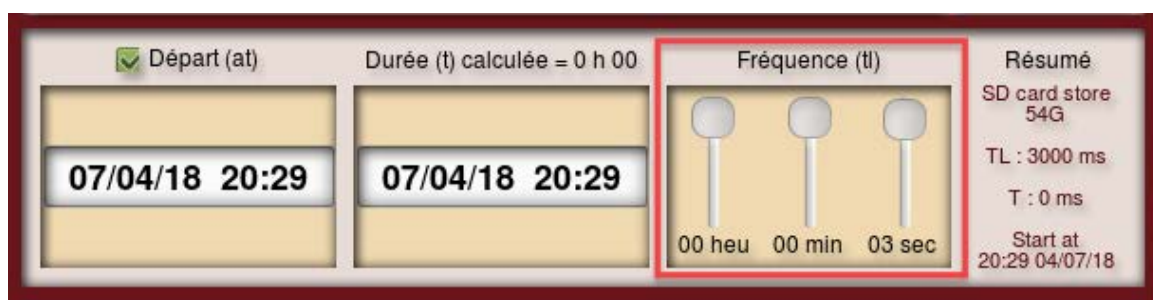 Départ (at)
07/04/18 20:29
Durée (t) calculée = 0 h 00
07/04/18 20:29
Fréquence (tl)
00 heu 00 min 03 sec
Résumé
SD card store
54G
TL : 3000 ms
T : 0 ms
Start at
20:29 04/07/18